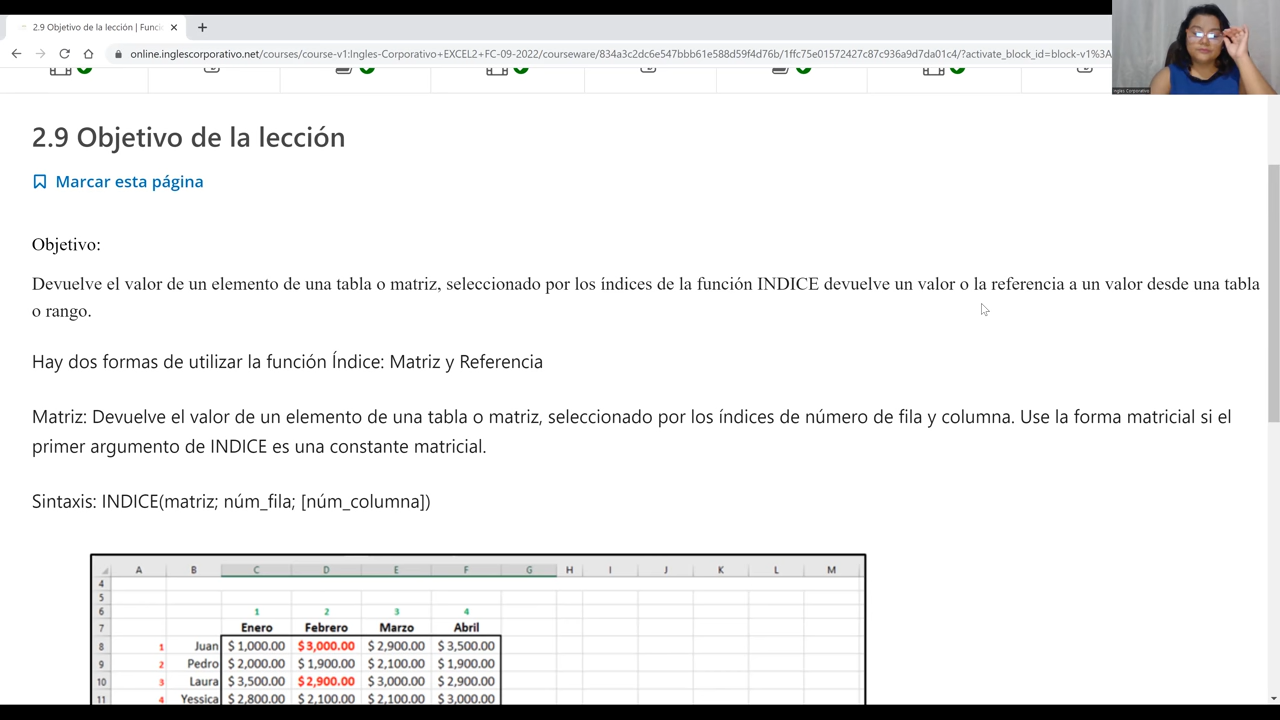 2.9 Objetivo de la lección | Funci
online.inglescorporativo.net/courses/course-v1:Ingles-Corporativo+EXCEL2+FC-09-2022/courseware/834a3c2dc6e547bbb61e588d59f4d76b/1ffc75e01572427c87c936a9d7da01c4/?activate_block_id=block-v1%3A
Ingles Corporativo
2.9 Objetivo de la lección
Marcar esta página
Objetivo:
Devuelve el valor de un elemento de una tabla o matriz, seleccionado por los índices de la función INDICE devuelve un valor o la referencia a un valor desde una tabla
o rango.
Hay dos formas de utilizar la función Índice: Matriz y Referencia
Matriz: Devuelve el valor de un elemento de una tabla o matriz, seleccionado por los índices de número de fila y columna. Use la forma matricial si el
primer argumento de INDICE es una constante matricial.
Sintaxis: INDICE(matriz; núm_fila; [núm_columna])
A B C D E F G H I J K L M
4
5
6 1 2 3 4
7 Enero Febrero Marzo Abril
8 1 Juan $ 1,000.00 $ 3,000.00 $ 2,900.00 $ 3,500.00
9 2 Pedro $ 2,000.00 $ 1,900.00 $ 2,100.00 $ 1,900.00
10 3 Laura $ 3,500.00 $ 2,900.00 $ 3,000.00 $ 2,900.00
11 4 Yessica $ 2,800.00 $ 2,100.00 $ 2,100.00 $ 3,000.00